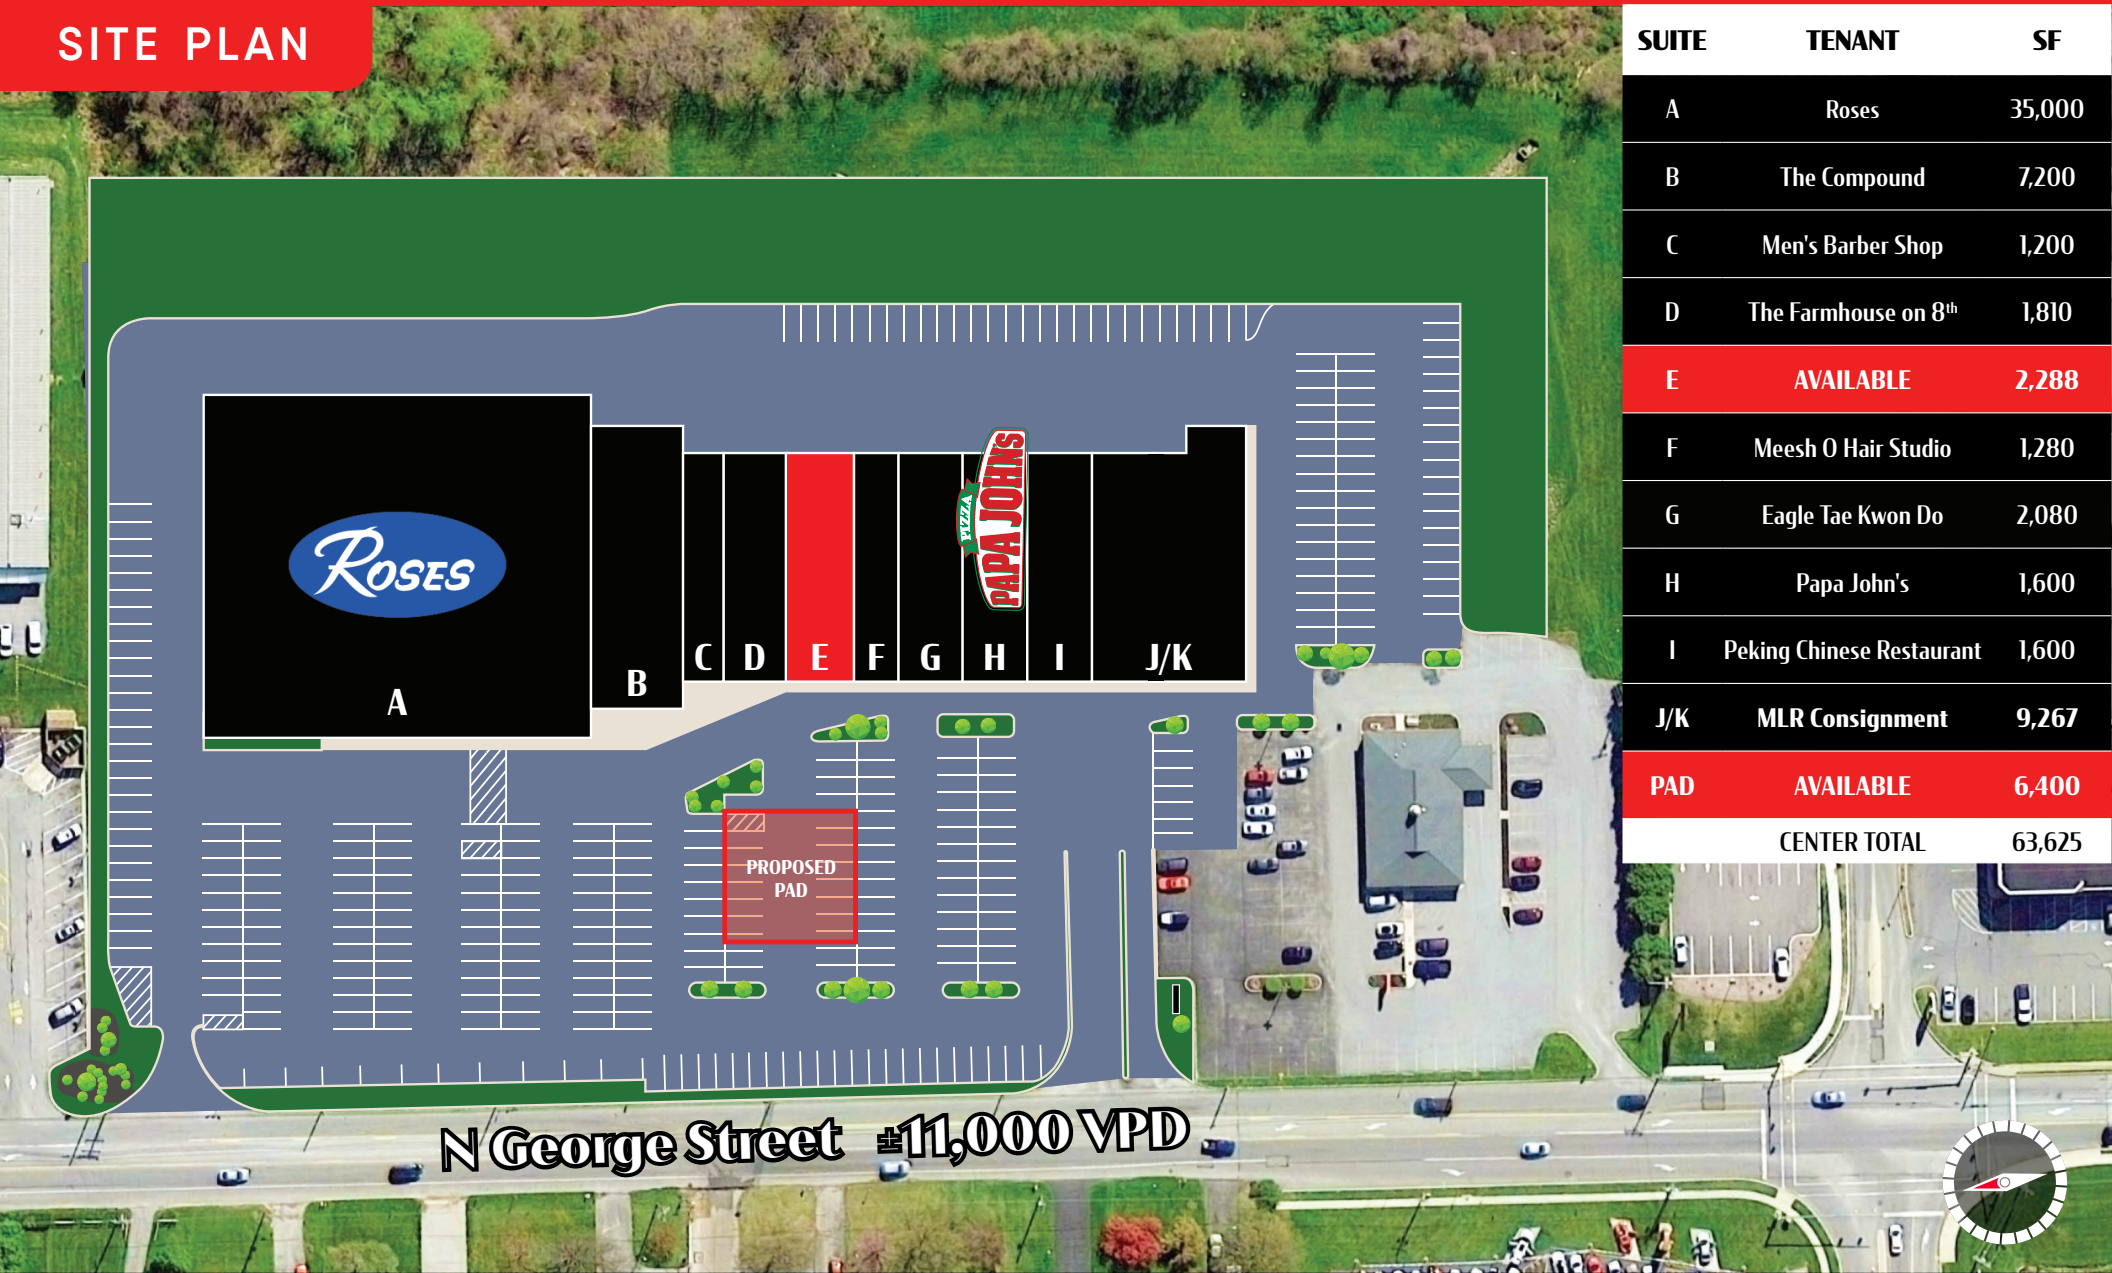 SITE PLAN
SUITE TENANT SF
A Roses 35,000
B The Compound 7,200
C Men's Barber Shop 1,200
D The Farmhouse on 8th 1,810
E AVAILABLE 2,288
F Meesh O Hair Studio 1,280
G Eagle Tae Kwon Do 2,080
H Papa John's 1,600
I Peking Chinese Restaurant 1,600
J/K MLR Consignment 9,267
PAD AVAILABLE 6,400
CENTER TOTAL 63,625
ROSES
PAPA JOHNS
A
B
C D E F G H I J/K
PROPOSED
PAD
N George Street ±11,000 VPD